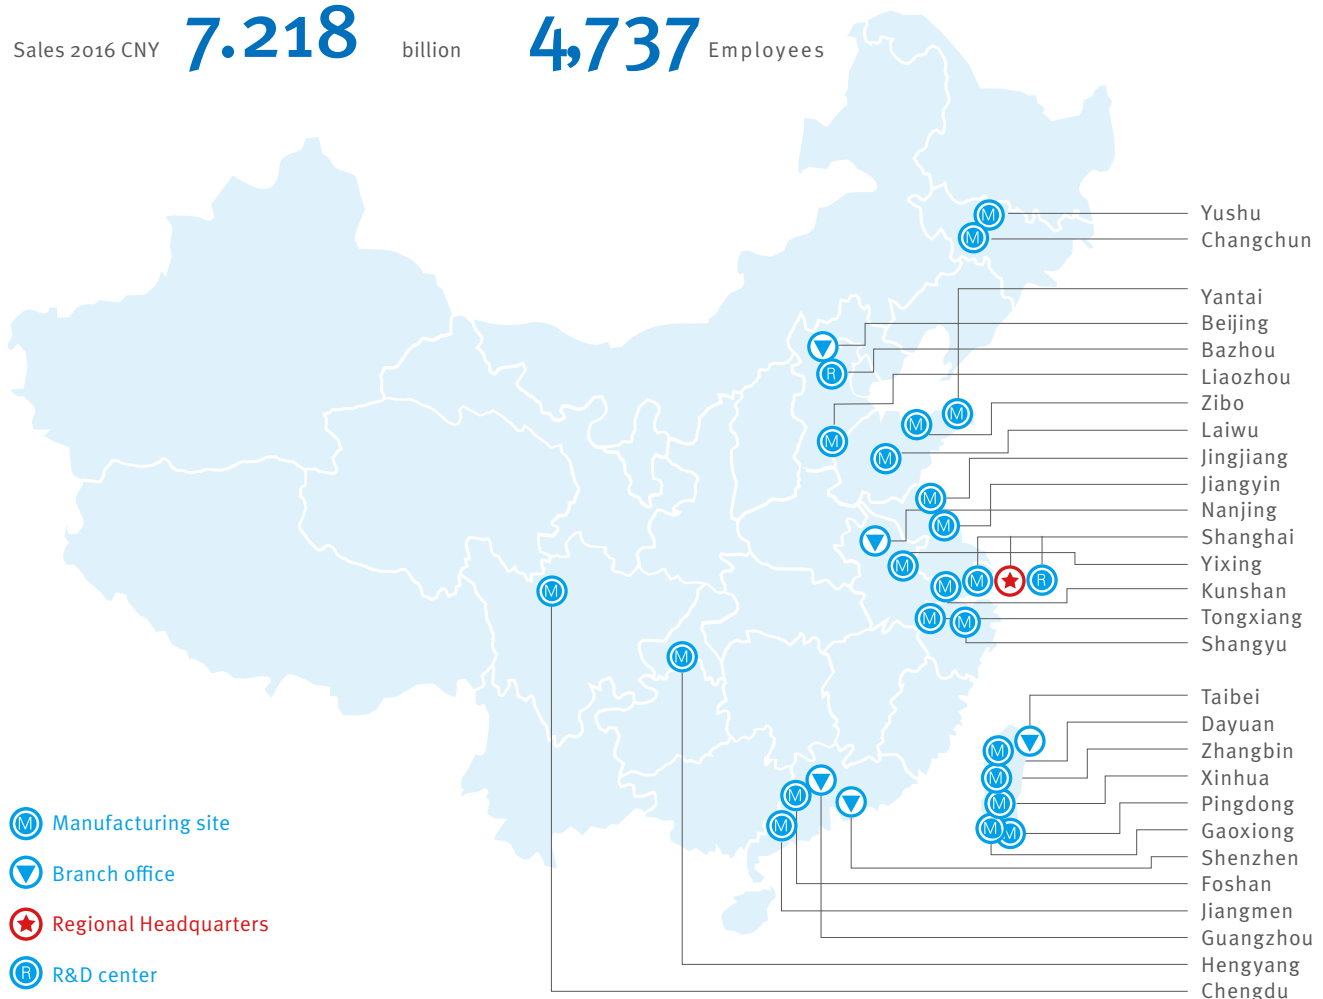 Sales 2016 CNY 7.218 billion 4,737 Employees
Yushu
Changchun
Yantai
Beijing
Bazhou
Liaozhou
Zibo
Laiwu
Jingjiang
Jiangyin
Nanjing
Shanghai
Yixing
Kunshan
Tongxiang
Shangyu
Taibei
Dayuan
Zhangbin
Xinhua
Pingdong
Gaoxiong
Shenzhen
Foshan
Jiangmen
Guangzhou
Hengyang
Chengdu
M
M
R
M
M
M
M
M
M
M
M
M
R
M
M
M
M
M
M
M
M
M
M
M
M Manufacturing site
Branch office
Regional Headquarters
R R&D center